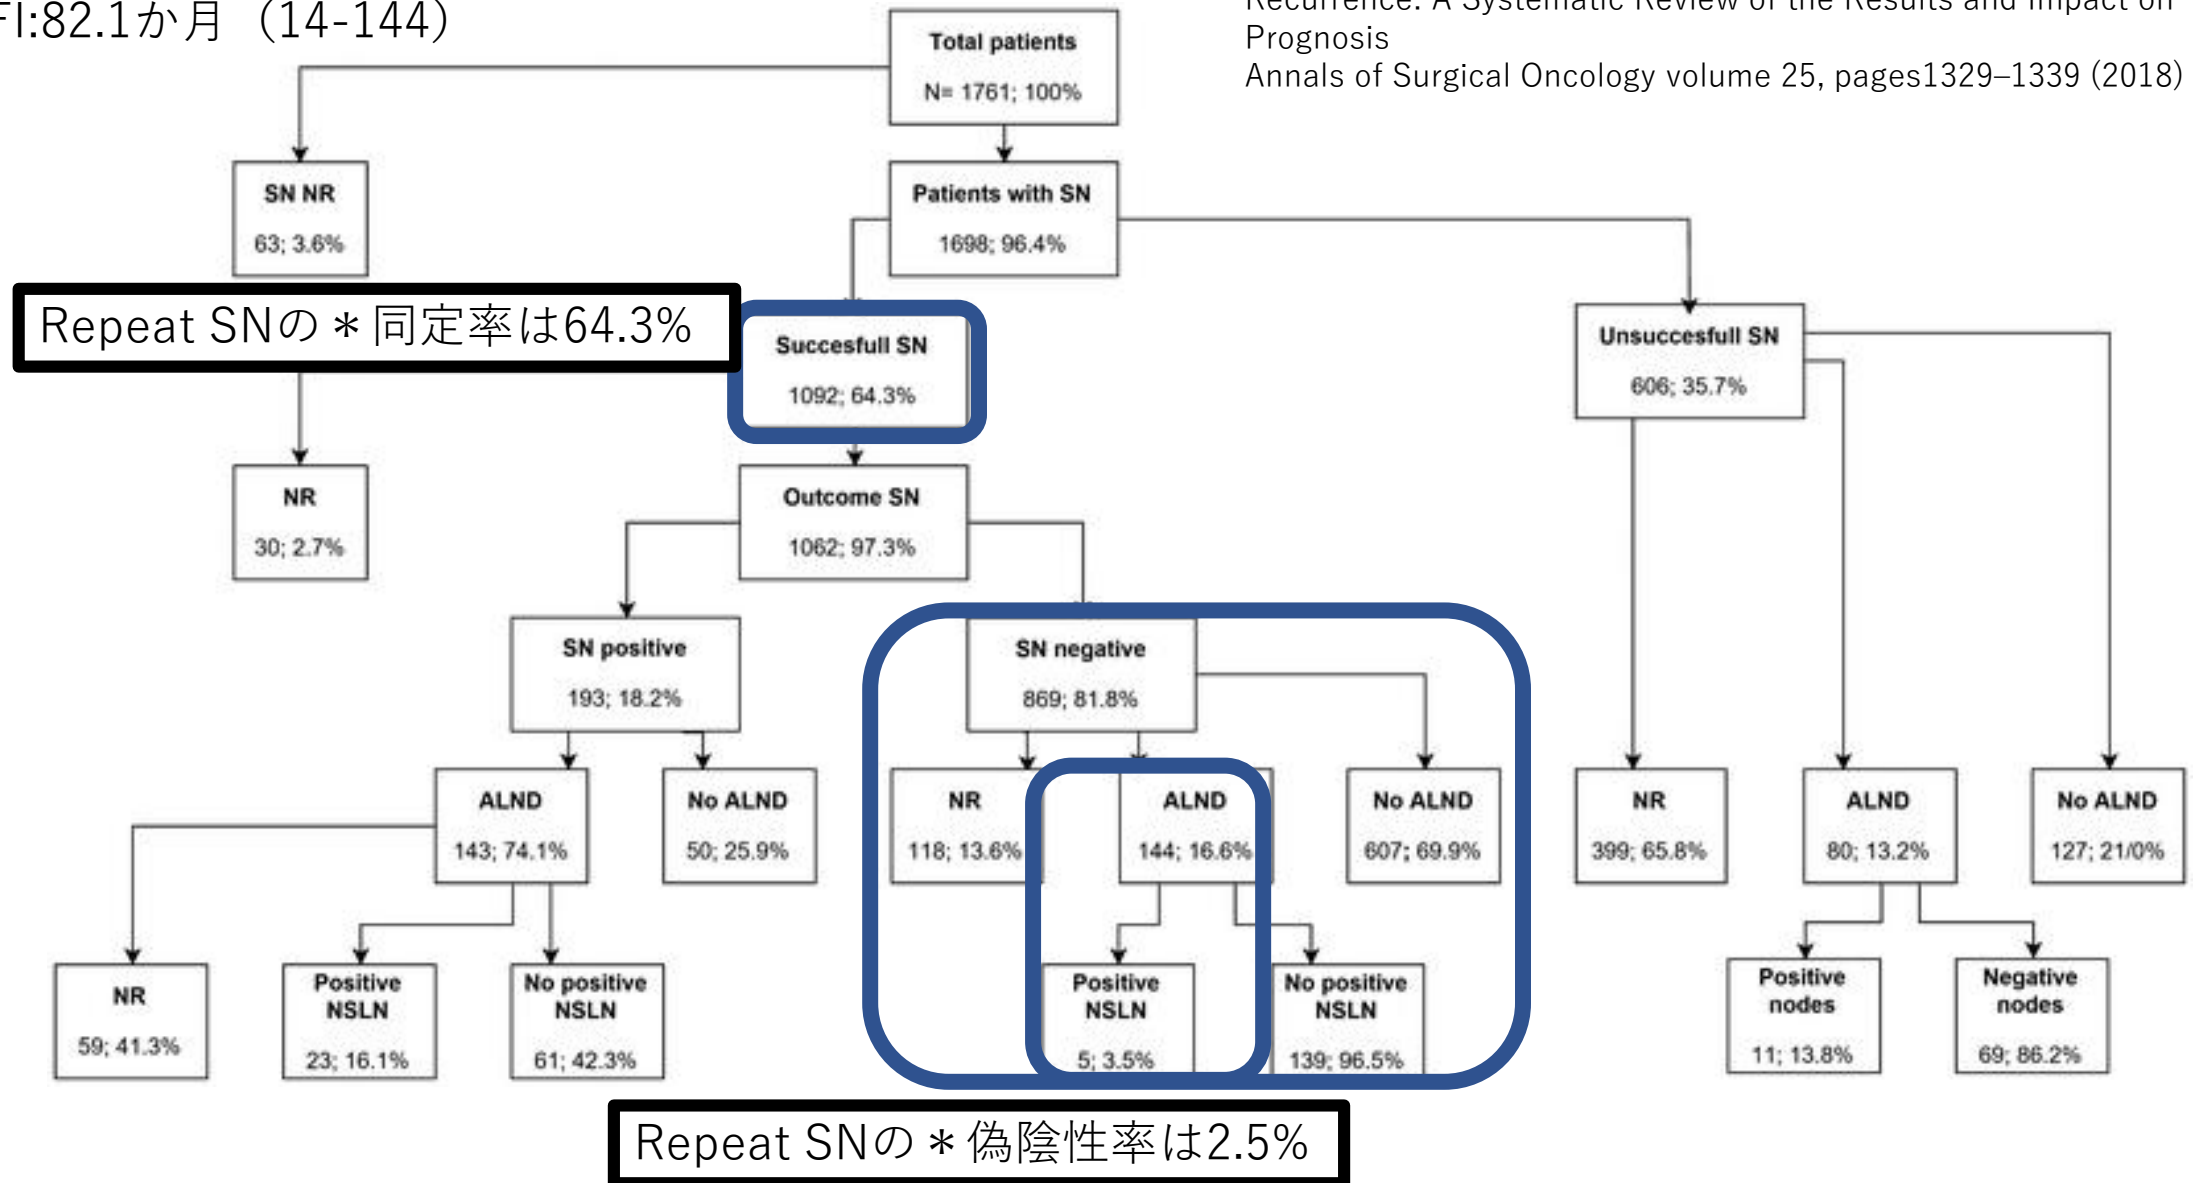 FI:82.1か月（14-144）
Recurrence: A Systematic Review of the Results and Impact on
Prognosis
Annals of Surgical Oncology volume 25, pages1329–1339 (2018)
Total patients
N= 1761; 100%
SN NR
63; 3.6%
Patients with SN
1698; 96.4%
Repeat SNの＊同定率は64.3%
Succesfull SN
1092; 64.3%
Unsuccesfull SN
606; 35.7%
NR
30; 2.7%
Outcome SN
1062; 97.3%
SN positive
193; 18.2%
SN negative
869; 81.8%
ALND
143; 74.1%
No ALND
50; 25.9%
NR
118; 13.6%
ALND
144; 16.6%
No ALND
607; 69.9%
NR
399; 65.8%
ALND
80; 13.2%
No ALND
127; 21/0%
NR
59; 41.3%
Positive
NSLN
23; 16.1%
No positive
NSLN
61; 42.3%
Positive
NSLN
5; 3.5%
No positive
NSLN
139; 96.5%
Positive
nodes
11; 13.8%
Negative
nodes
69; 86.2%
Repeat SNの＊偽陰性率は2.5%